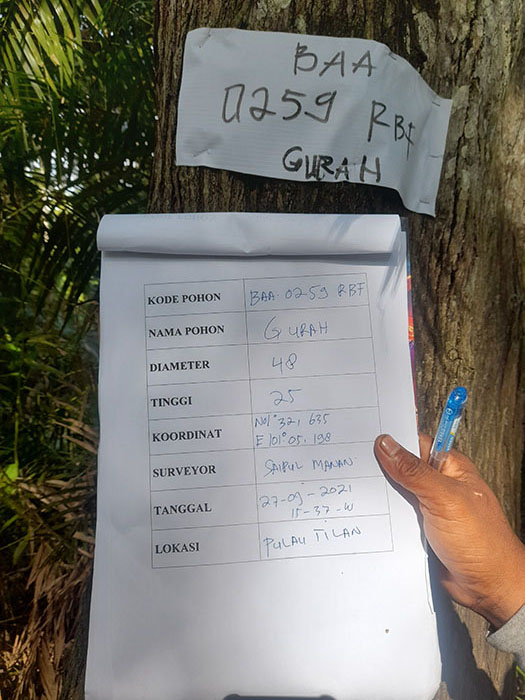 BAA
0259 RBF
GURAH
KODE POHON BAA 0259 RBF
NAMA POHON GURAH
DIAMETER 48
TINGGI 25
KOORDINAT N01° 32, 635
E 101° 05, 198
SURVEYOR SAIPUL MANAN
TANGGAL 27-09-2021
15-37-W
LOKASI PULAU TILAN